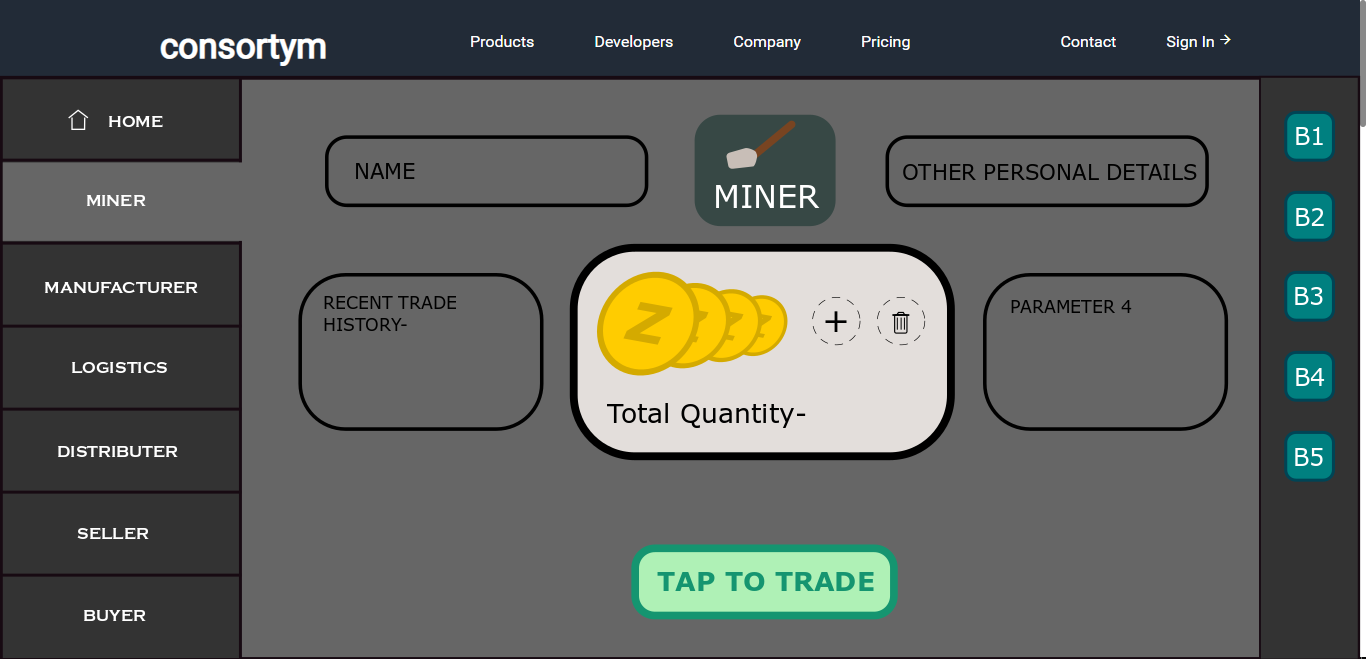 consortym
Products
Developers
Company
Pricing
Contact
Sign In →
HOME
MINER
MANUFACTURER
LOGISTICS
DISTRIBUTER
SELLER
BUYER
NAME
MINER
OTHER PERSONAL DETAILS
RECENT TRADE
HISTORY-
Z Z Z Z
+
Total Quantity-
PARAMETER 4
TAP TO TRADE
B1
B2
B3
B4
B5